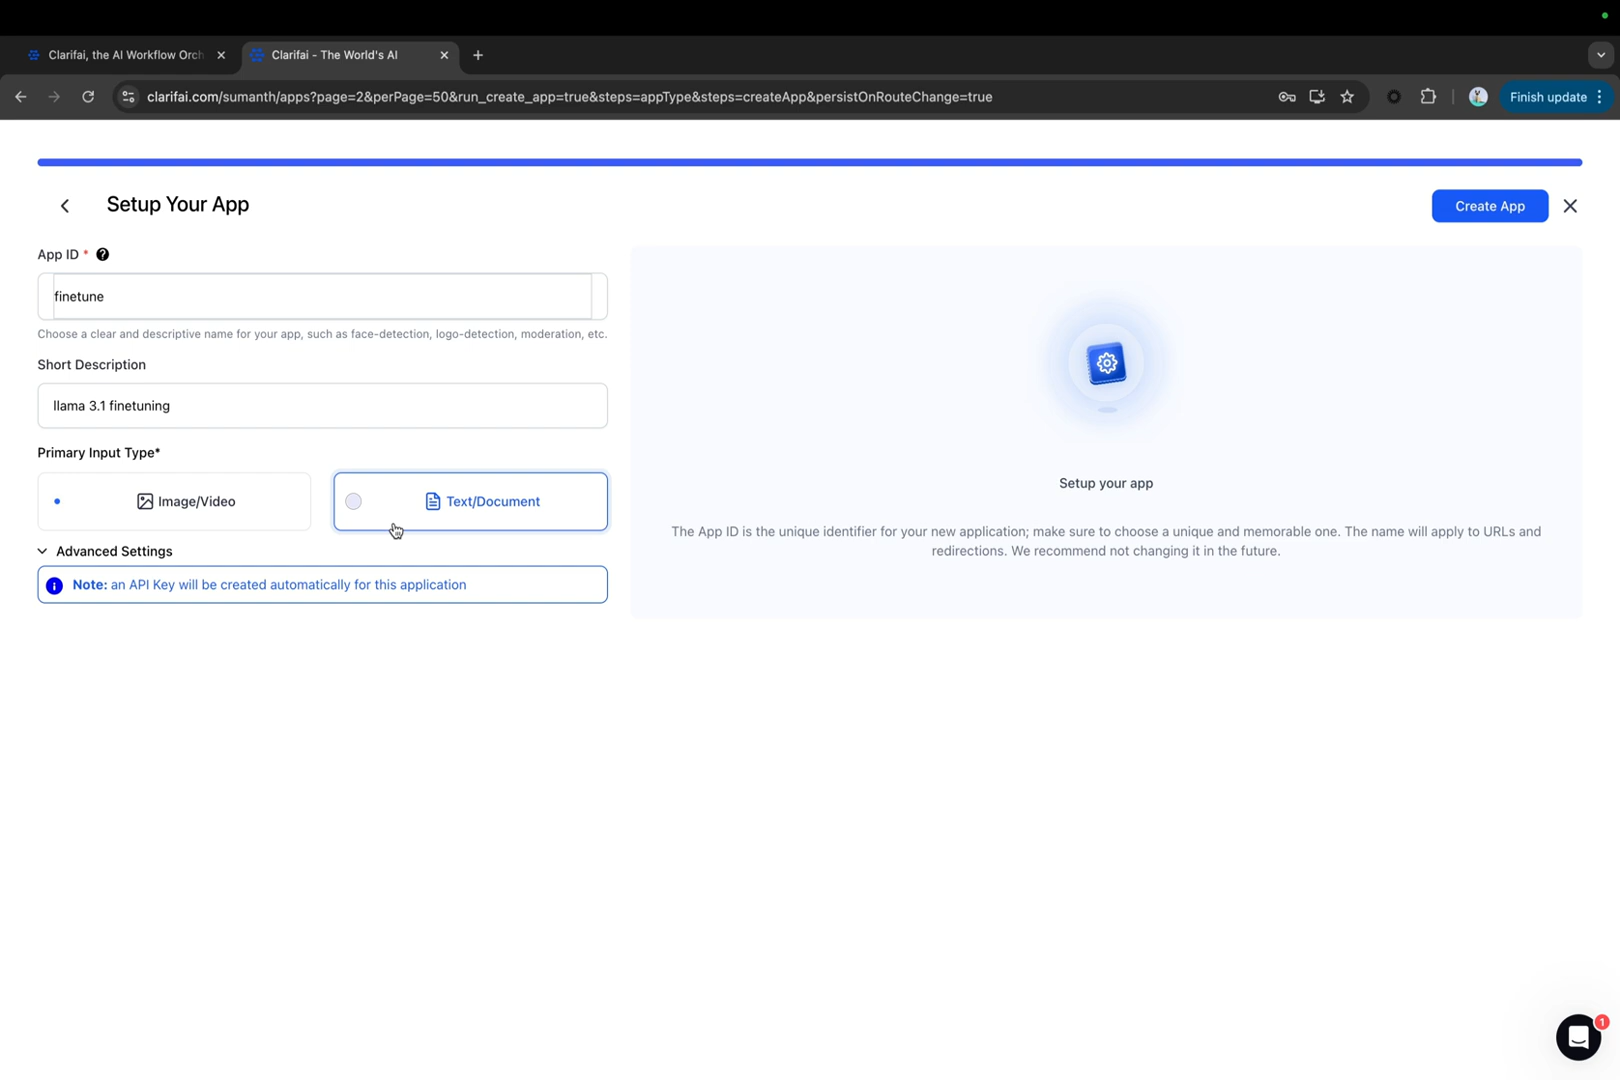 Clarifai, the AI Workflow Orch
Clarifai - The World's AI
clarifai.com/sumanth/apps?page=2&perPage=50&run_create_app=true&steps=appType&steps=createApp&persistOnRouteChange=true
Finish update
Setup Your App
Create App
App ID *
finetune
Choose a clear and descriptive name for your app, such as face-detection, logo-detection, moderation, etc.
Short Description
llama 3.1 finetuning
Primary Input Type*
Image/Video
Text/Document
Advanced Settings
Note: an API Key will be created automatically for this application
Setup your app
The App ID is the unique identifier for your new application; make sure to choose a unique and memorable one. The name will apply to URLs and
redirections. We recommend not changing it in the future.
1